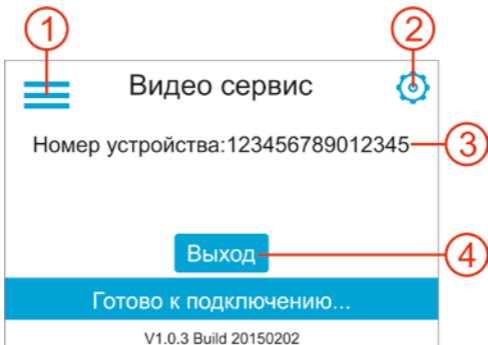 1
2
Видео сервис
Номер устройства:123456789012345
3
Выход
4
Готово к подключению...
V1.0.3 Build 20150202